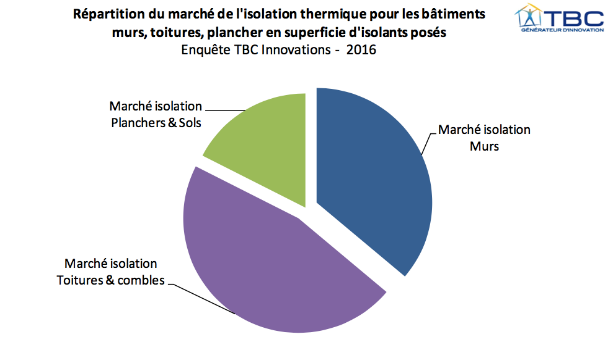 Répartition du marché de l'isolation thermique pour les bâtiments
murs, toitures, plancher en superficie d'isolants posés
Enquête TBC Innovations - 2016
TBC
GÉNÉRATEUR D'INNOVATION
Marché isolation
Planchers & Sols
Marché isolation
Murs
Marché isolation
Toitures & combles